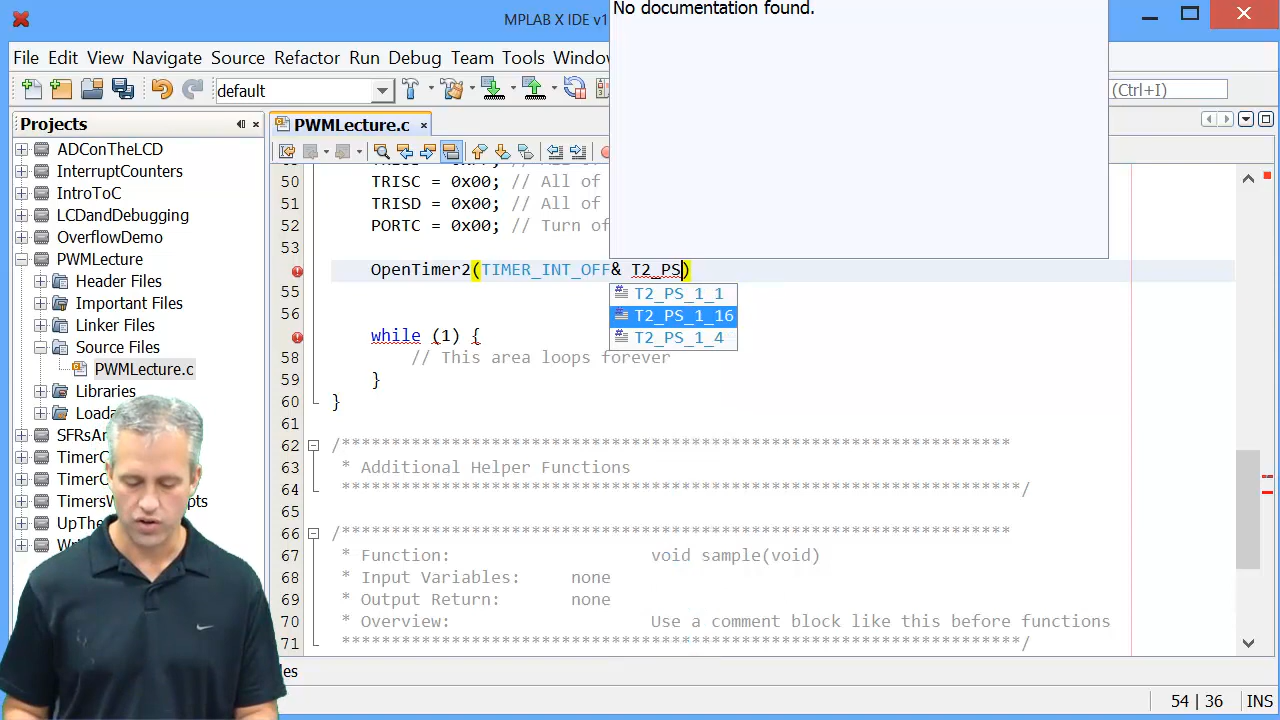 No documentation found.
MPLAB X IDE v1
File Edit View Navigate Source Refactor Run Debug Team Tools Window
default
(Ctrl+I)
Projects
PWMLecture.c
ADConTheLCD
InterruptCounters
IntroToC
LCDandDebugging
OverflowDemo
PWMLecture
Header Files
Important Files
Linker Files
Source Files
PWMLecture.c
Libraries
Loada
SFRsAr
TimerC
TimerC
TimersW pts
UpThe
Wr
50 TRISC = 0x00; // All of
51 TRISD = 0x00; // All of
52 PORTC = 0x00; // Turn of
53
OpenTimer2(TIMER_INT_OFF& T2_PS)
55 T2_PS_1_1
56 T2_PS_1_16
while (1) { T2_PS_1_4
58 // This area loops forever
59 }
60 }
61
62 /*******************************************************************
63 * Additional Helper Functions
64 ********************************************************************/
65
66 /*******************************************************************
67 * Function: void sample(void)
68 * Input Variables: none
69 * Output Return: none
70 * Overview: Use a comment block like this before functions
71 ********************************************************************/
les
54 | 36 INS